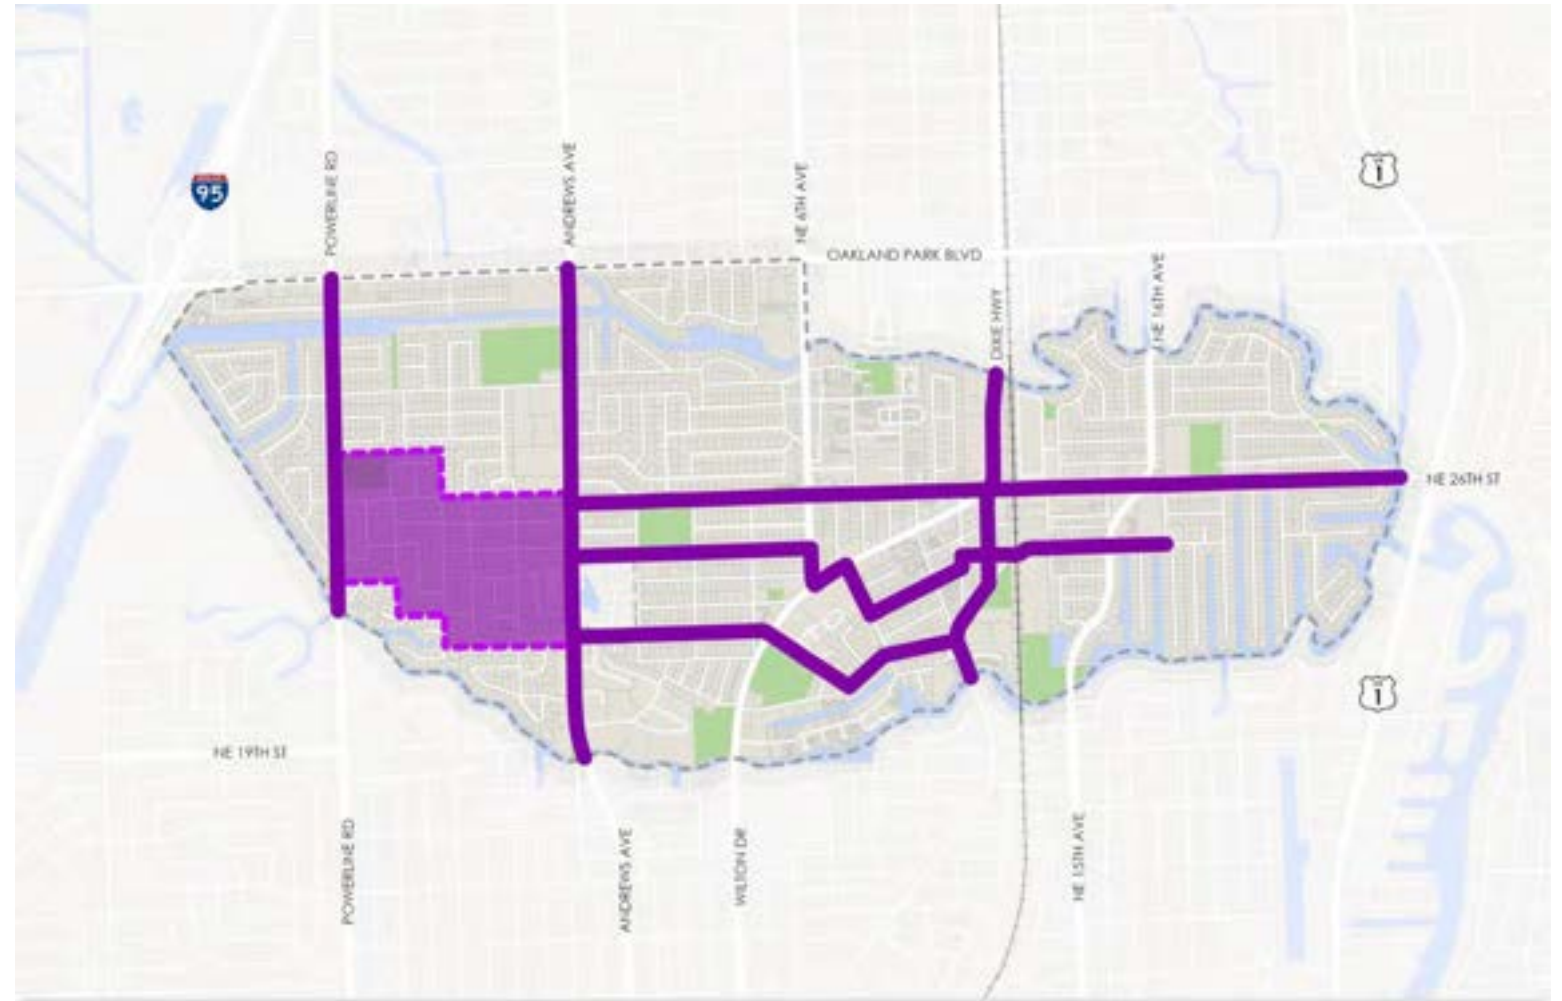 POWERLINE RD
ANDREWS AVE
NE 6TH AVE
1
95
OAKLAND PARK BLVD
NE 16TH AVE
DIXIE HWY
NE 26TH ST
1
NE 19TH ST
POWERLINE RD
ANDREWS AVE
WILTON DR
NE 15TH AVE